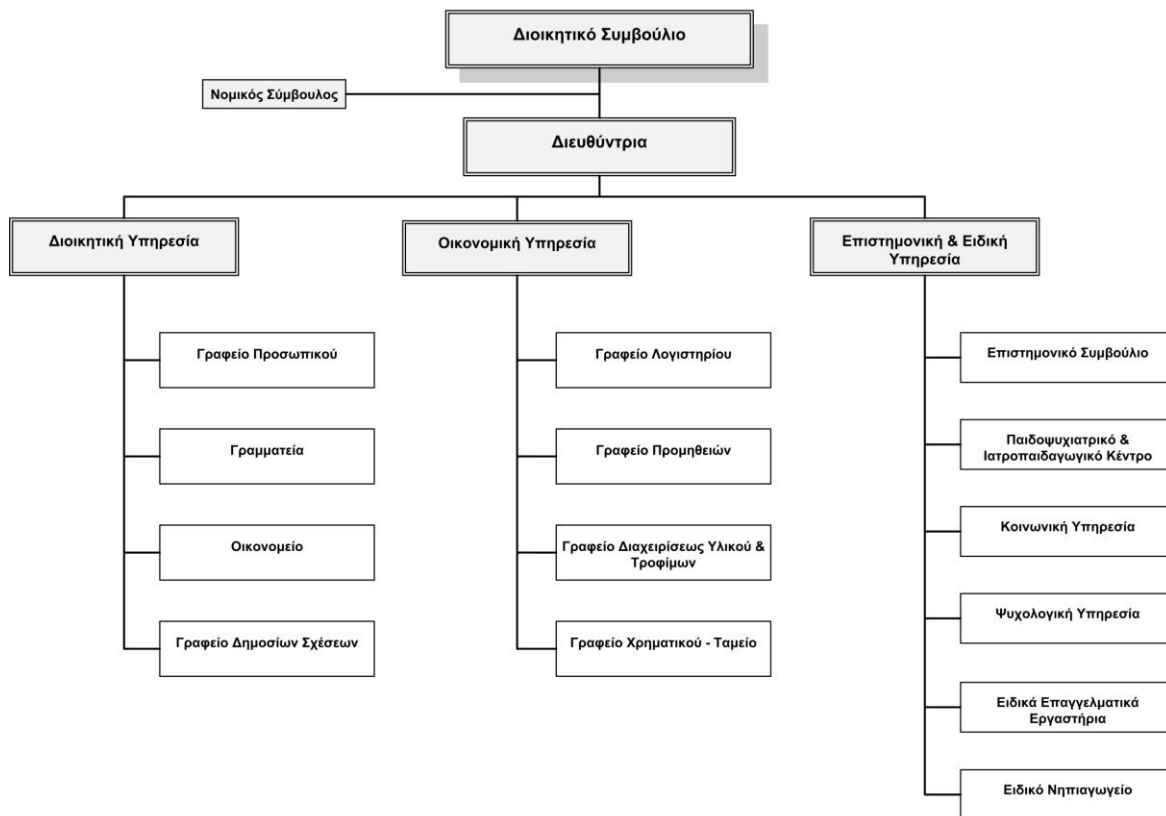 Διοικητικό Συμβούλιο
Νομικός Σύμβουλος
Διευθύντρια
Διοικητική Υπηρεσία
Οικονομική Υπηρεσία
Επιστημονική & Ειδική
Υπηρεσία
Γραφείο Προσωπικού
Γραμματεία
Οικονομείο
Γραφείο Δημοσίων Σχέσεων
Γραφείο Λογιστηρίου
Γραφείο Προμηθειών
Γραφείο Διαχειρίσεως Υλικού &
Τροφίμων
Γραφείο Χρηματικού - Ταμείο
Επιστημονικό Συμβούλιο
Παιδοψυχιατρικό &
Ιατροπαιδαγωγικό Κέντρο
Κοινωνική Υπηρεσία
Ψυχολογική Υπηρεσία
Ειδικά Επαγγελματικά
Εργαστήρια
Ειδικό Νηπιαγωγείο